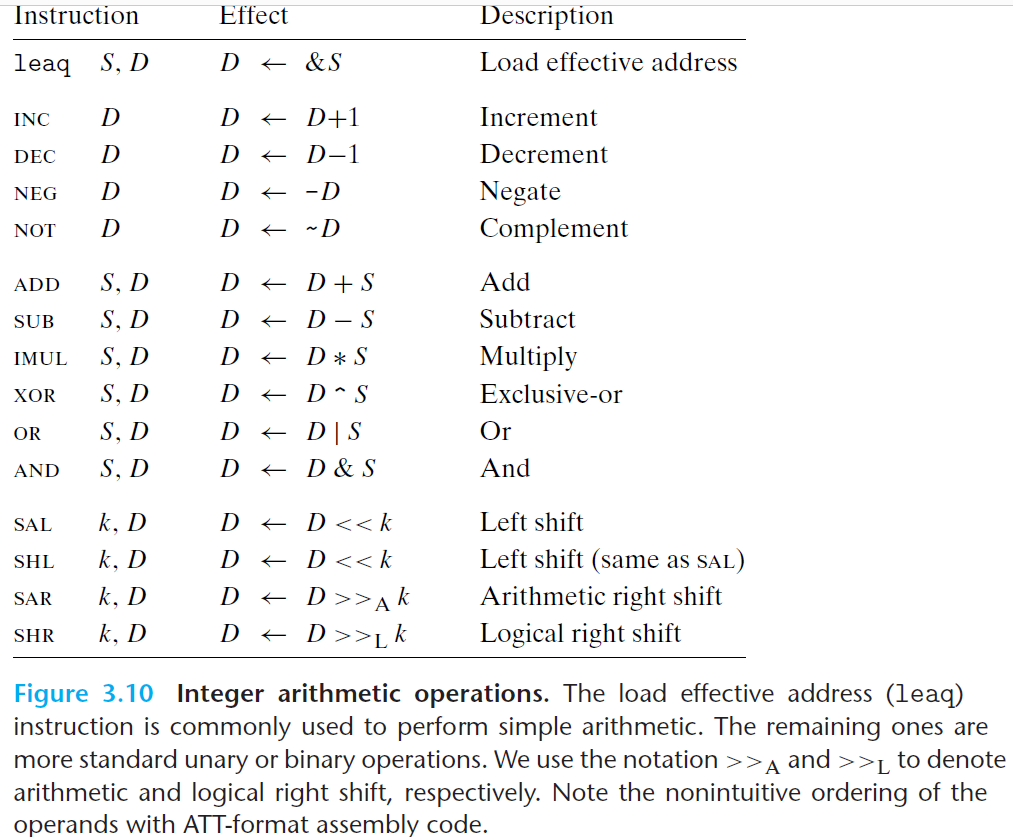 Instruction Effect Description
leaq S, D D ← &S Load effective address
INC D D ← D+1 Increment
DEC D D ← D−1 Decrement
NEG D D ← -D Negate
NOT D D ← ~D Complement
ADD S, D D ← D + S Add
SUB S, D D ← D − S Subtract
IMUL S, D D ← D * S Multiply
XOR S, D D ← D ^ S Exclusive-or
OR S, D D ← D | S Or
AND S, D D ← D & S And
SAL k, D D ← D << k Left shift
SHL k, D D ← D << k Left shift (same as SAL)
SAR k, D D ← D >>A k Arithmetic right shift
SHR k, D D ← D >>L k Logical right shift
Figure 3.10 Integer arithmetic operations. The load effective address (leaq)
instruction is commonly used to perform simple arithmetic. The remaining ones are
more standard unary or binary operations. We use the notation >>A and >>L to denote
arithmetic and logical right shift, respectively. Note the nonintuitive ordering of the
operands with ATT-format assembly code.